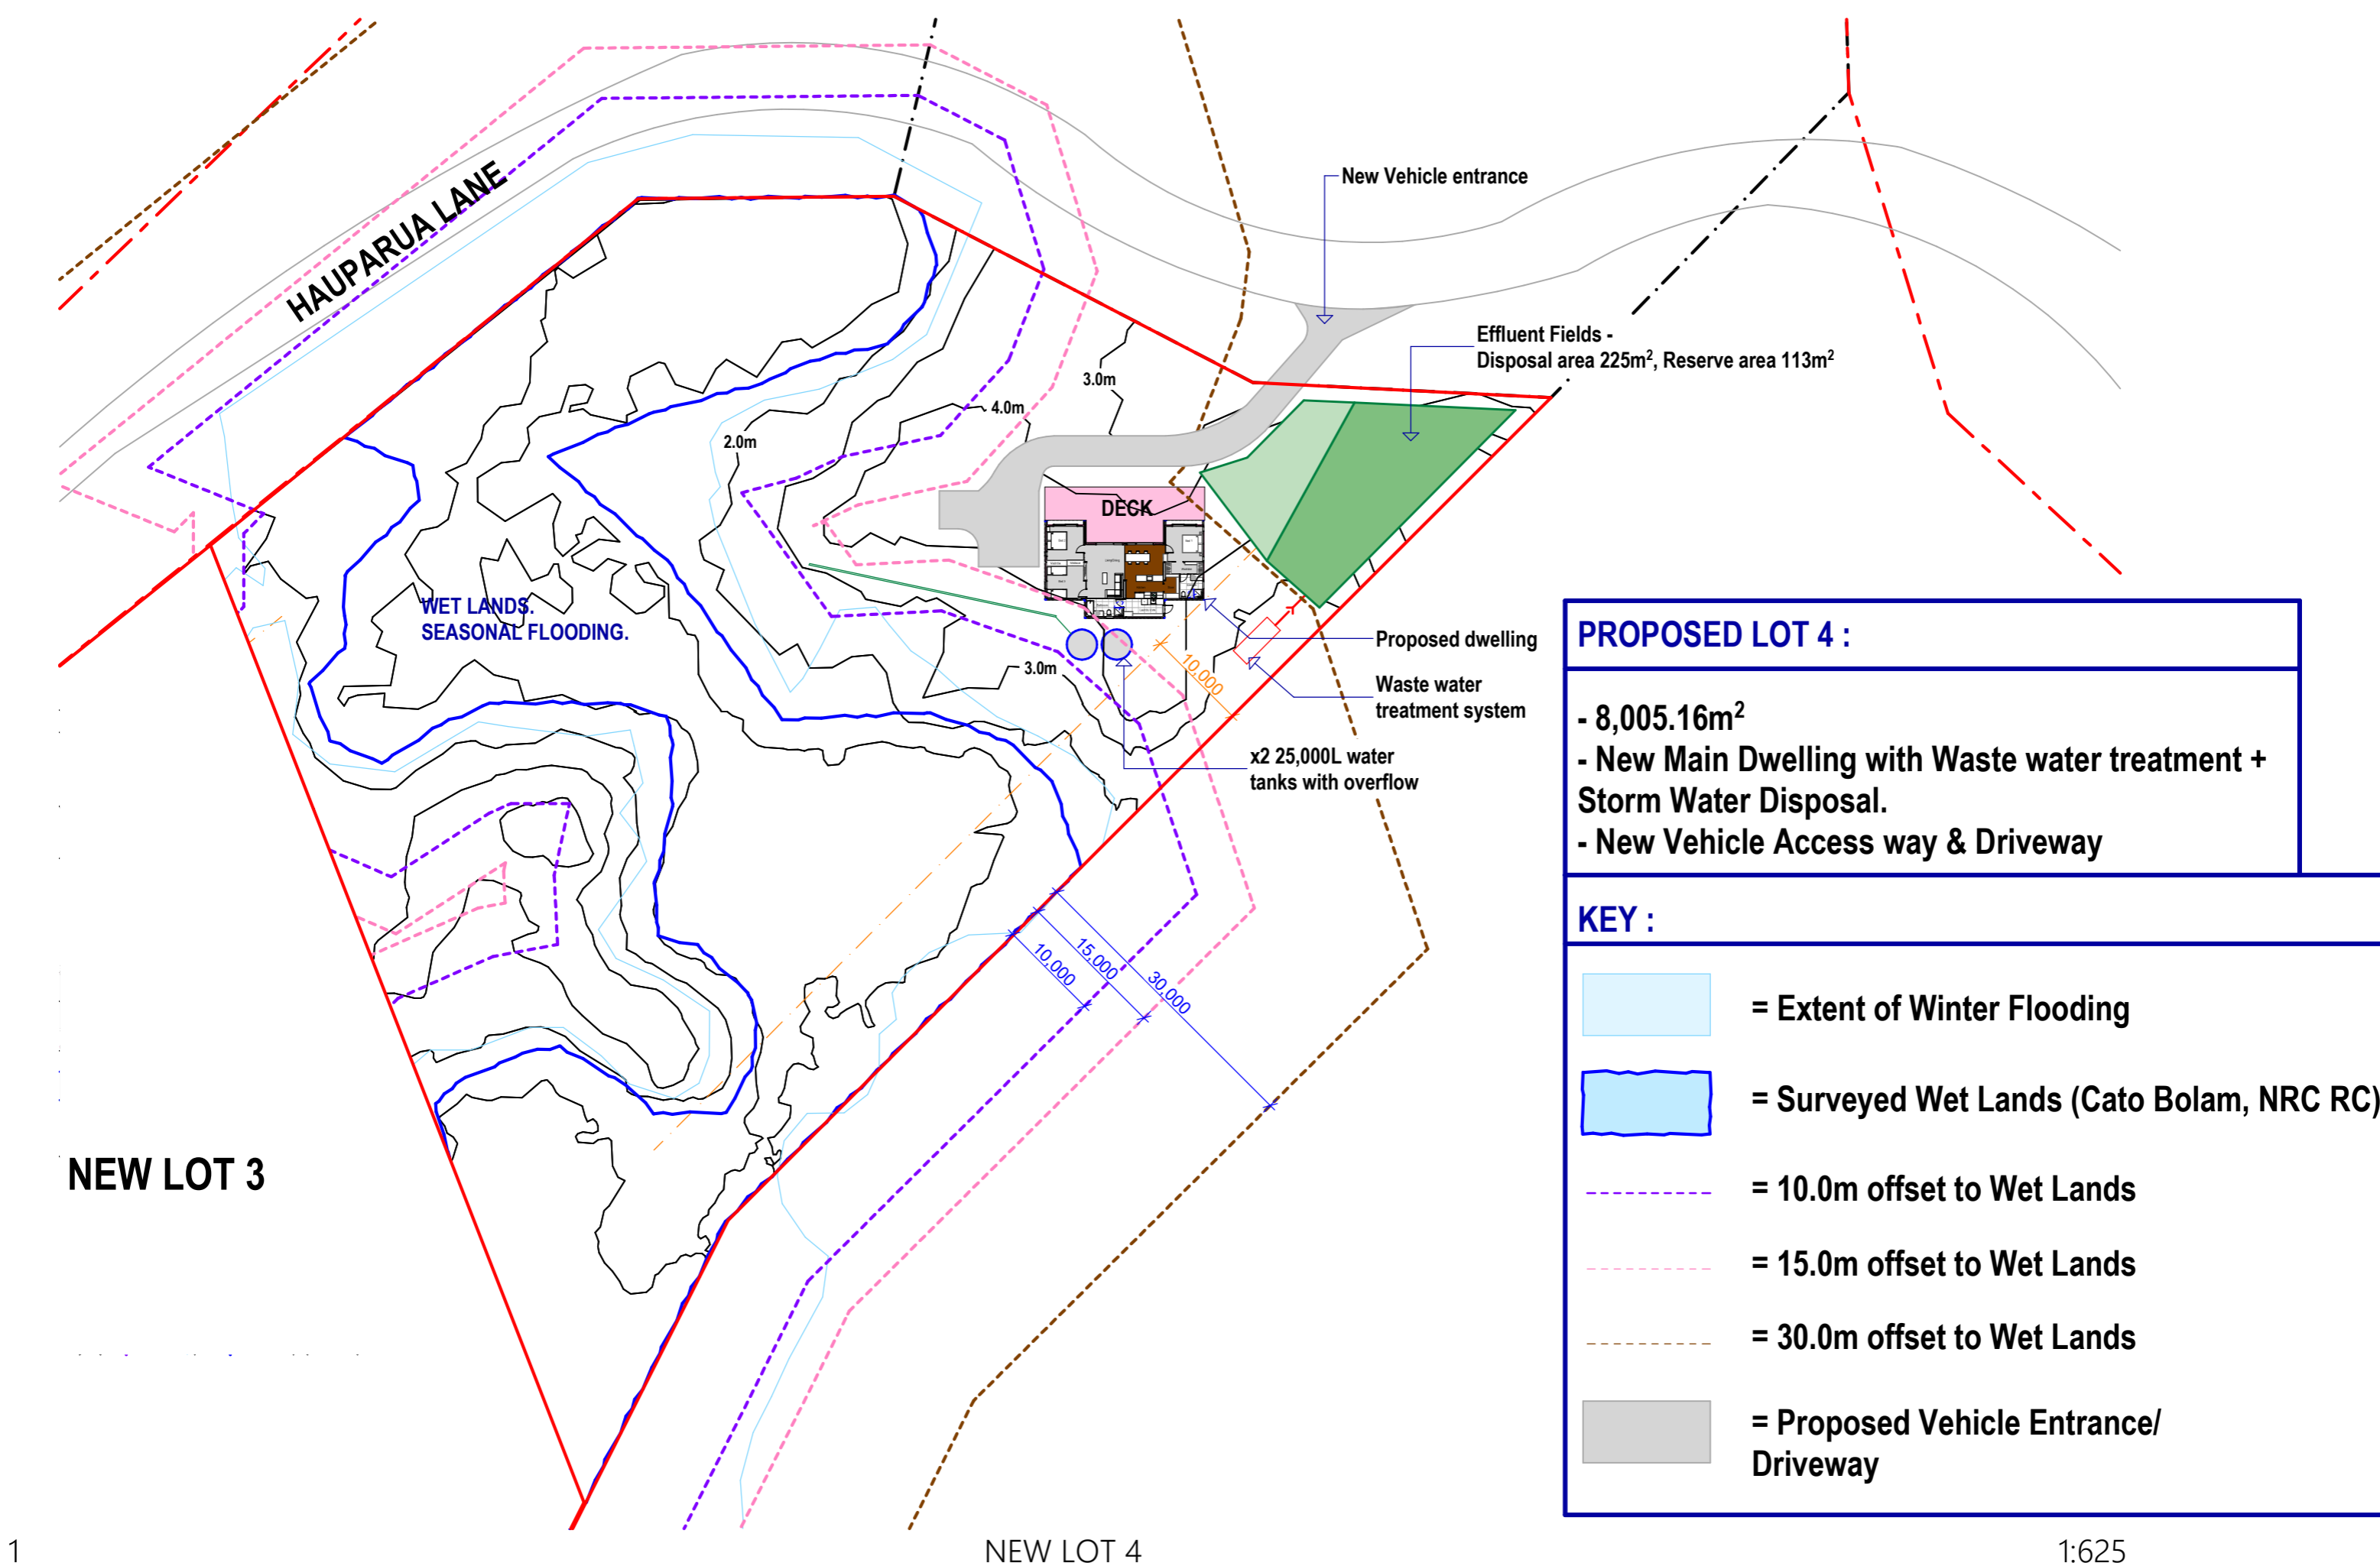 HAUPARUA LANE
New Vehicle entrance
Effluent Fields -
Disposal area 225m², Reserve area 113m²
3.0m
4.0m
2.0m
DECK
WET LANDS.
SEASONAL FLOODING.
3.0m
Proposed dwelling
10,000
Waste water
treatment system
x2 25,000L water
tanks with overflow
10,000
15,000
30,000
NEW LOT 3
PROPOSED LOT 4 :
- 8,005.16m²
- New Main Dwelling with Waste water treatment +
Storm Water Disposal.
- New Vehicle Access way & Driveway
KEY :
= Extent of Winter Flooding
= Surveyed Wet Lands (Cato Bolam, NRC RC)
= 10.0m offset to Wet Lands
= 15.0m offset to Wet Lands
= 30.0m offset to Wet Lands
= Proposed Vehicle Entrance/
Driveway
1
NEW LOT 4
1:625